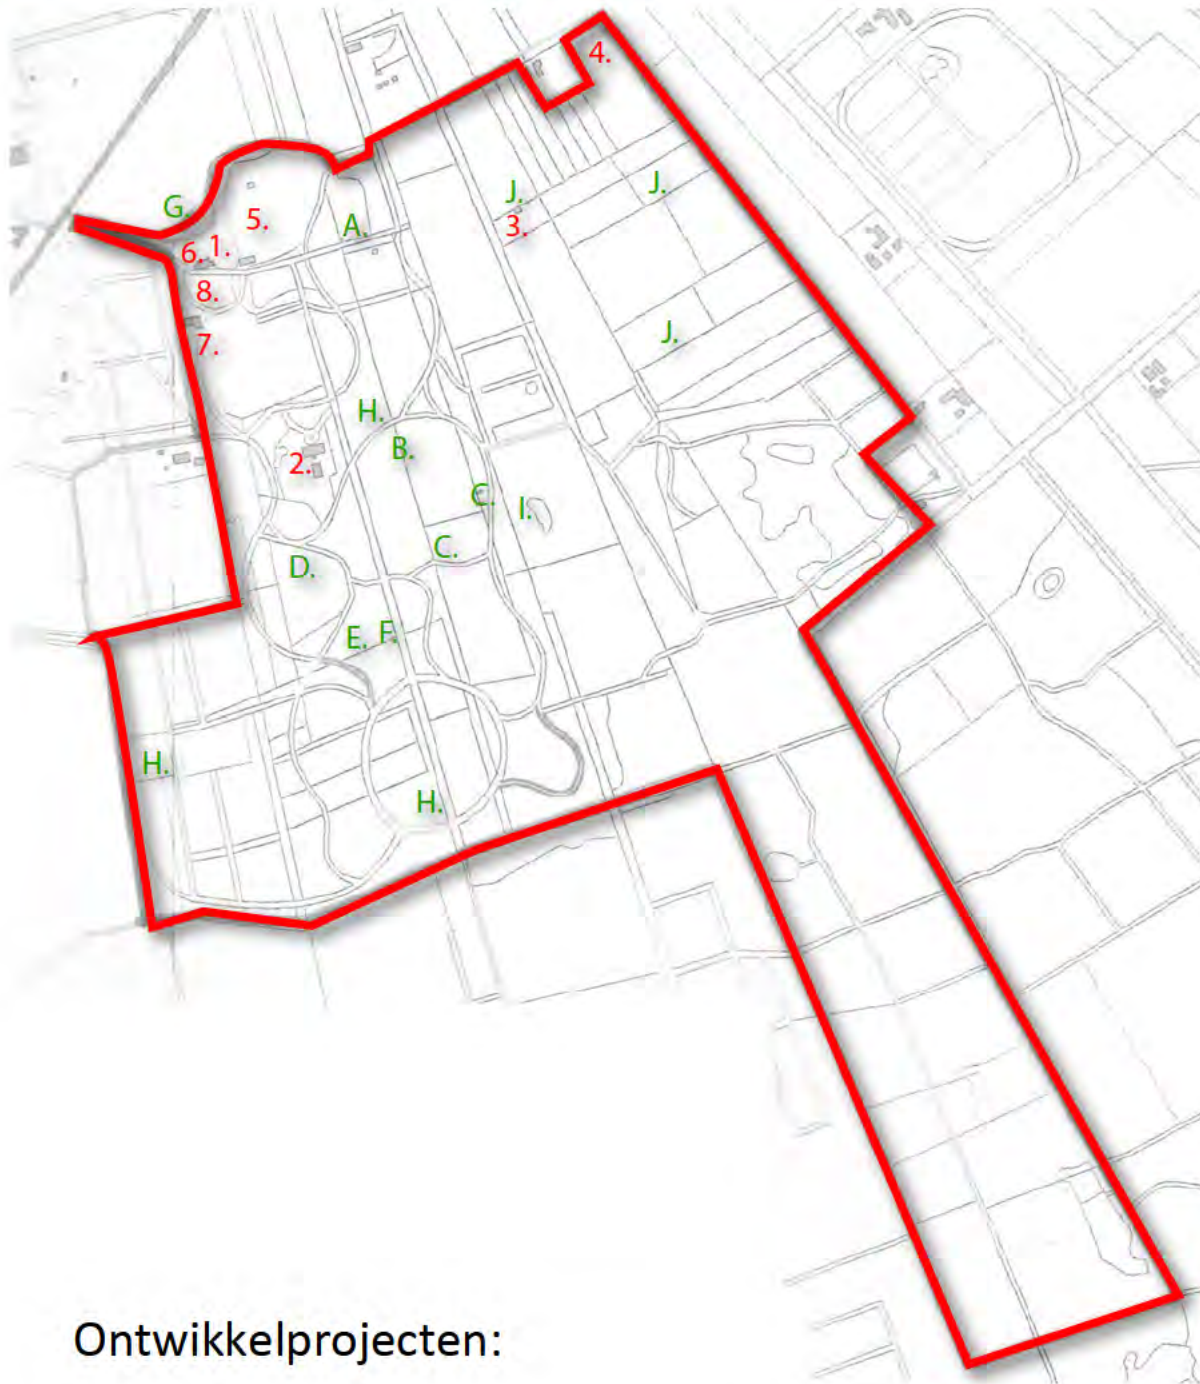 4.
J.
J.
G.
5.
A.
3.
6. 1.
8.
J.
7.
H.
B.
2.
C.
I.
C.
D.
E. F.
H.
H.
Ontwikkelprojecten: